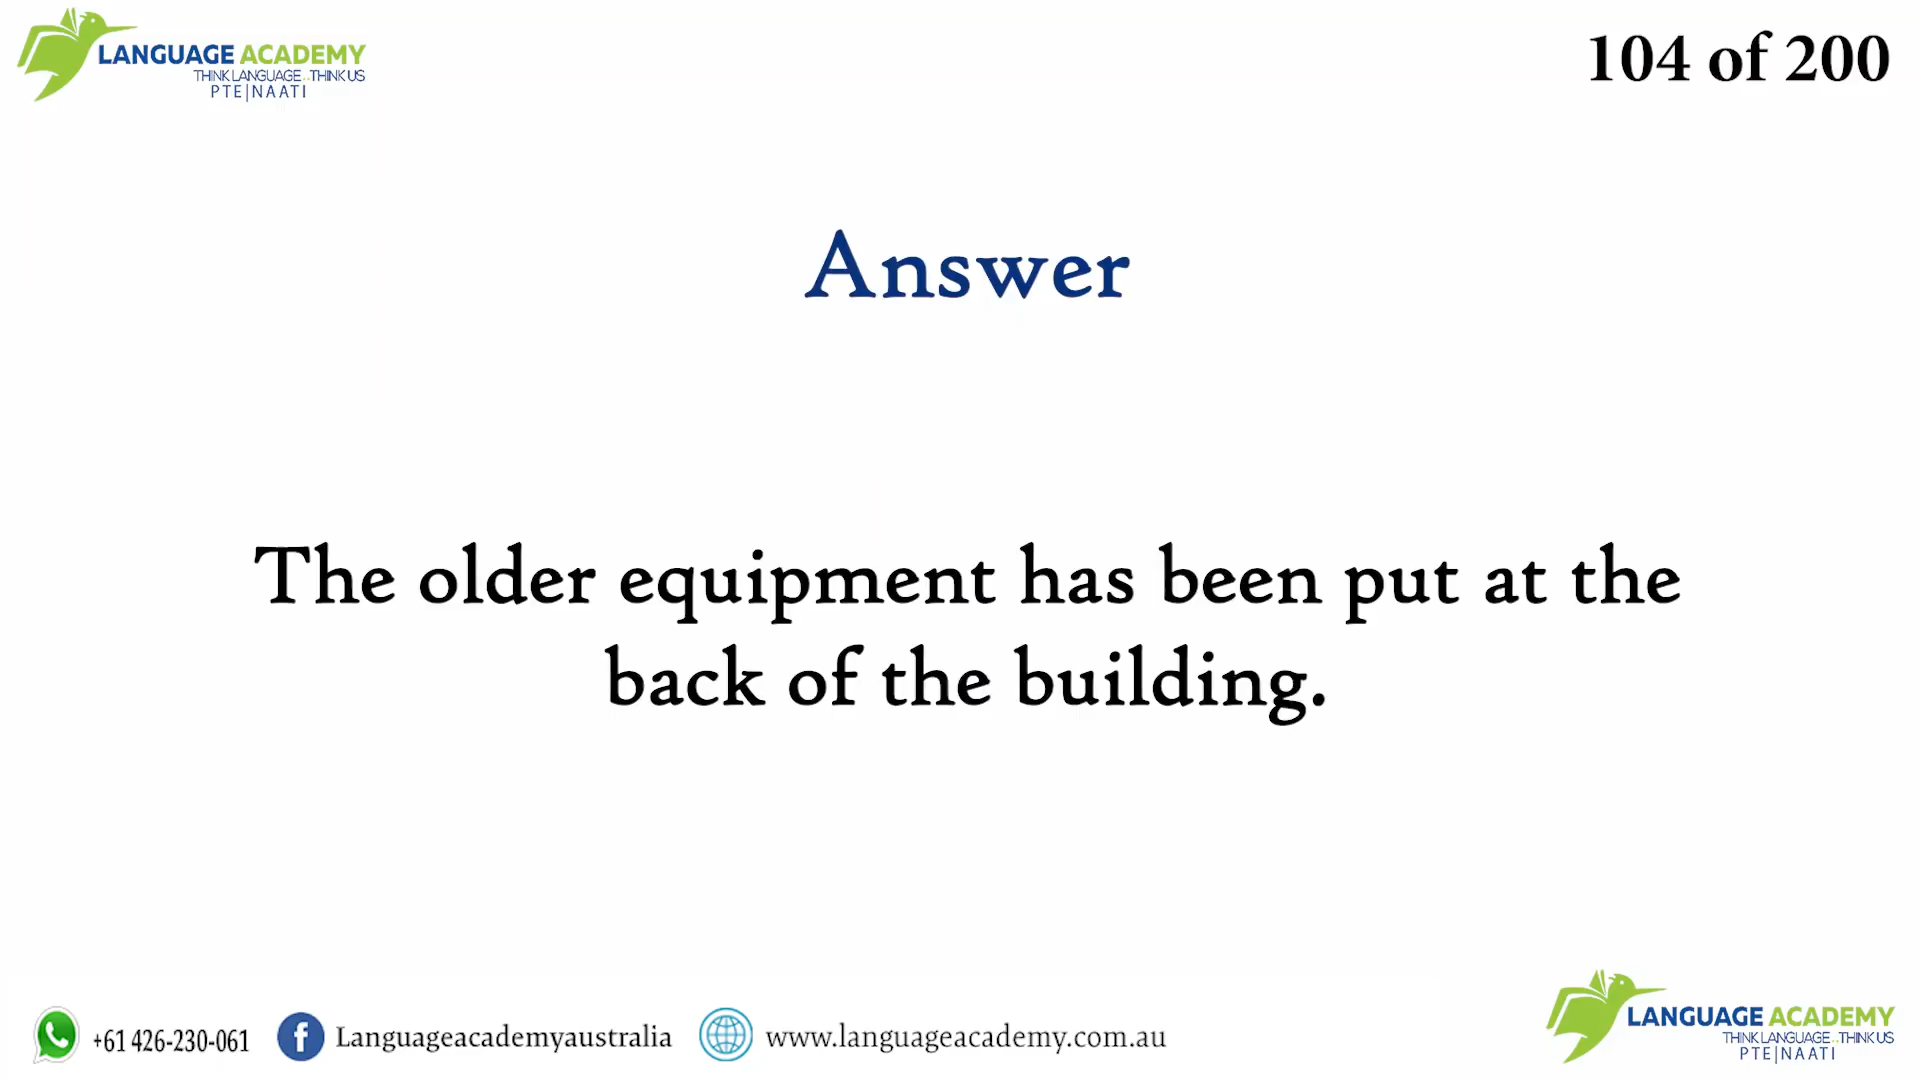 LANGUAGE ACADEMY
THINK LANGUAGE..THINK US
PTE|NAATI
104 of 200
Answer
The older equipment has been put at the
back of the building.
+61 426-230-061
Languageacademyaustralia
www.languageacademy.com.au
LANGUAGE ACADEMY
THINK LANGUAGE..THINK US
PTE|NAATI